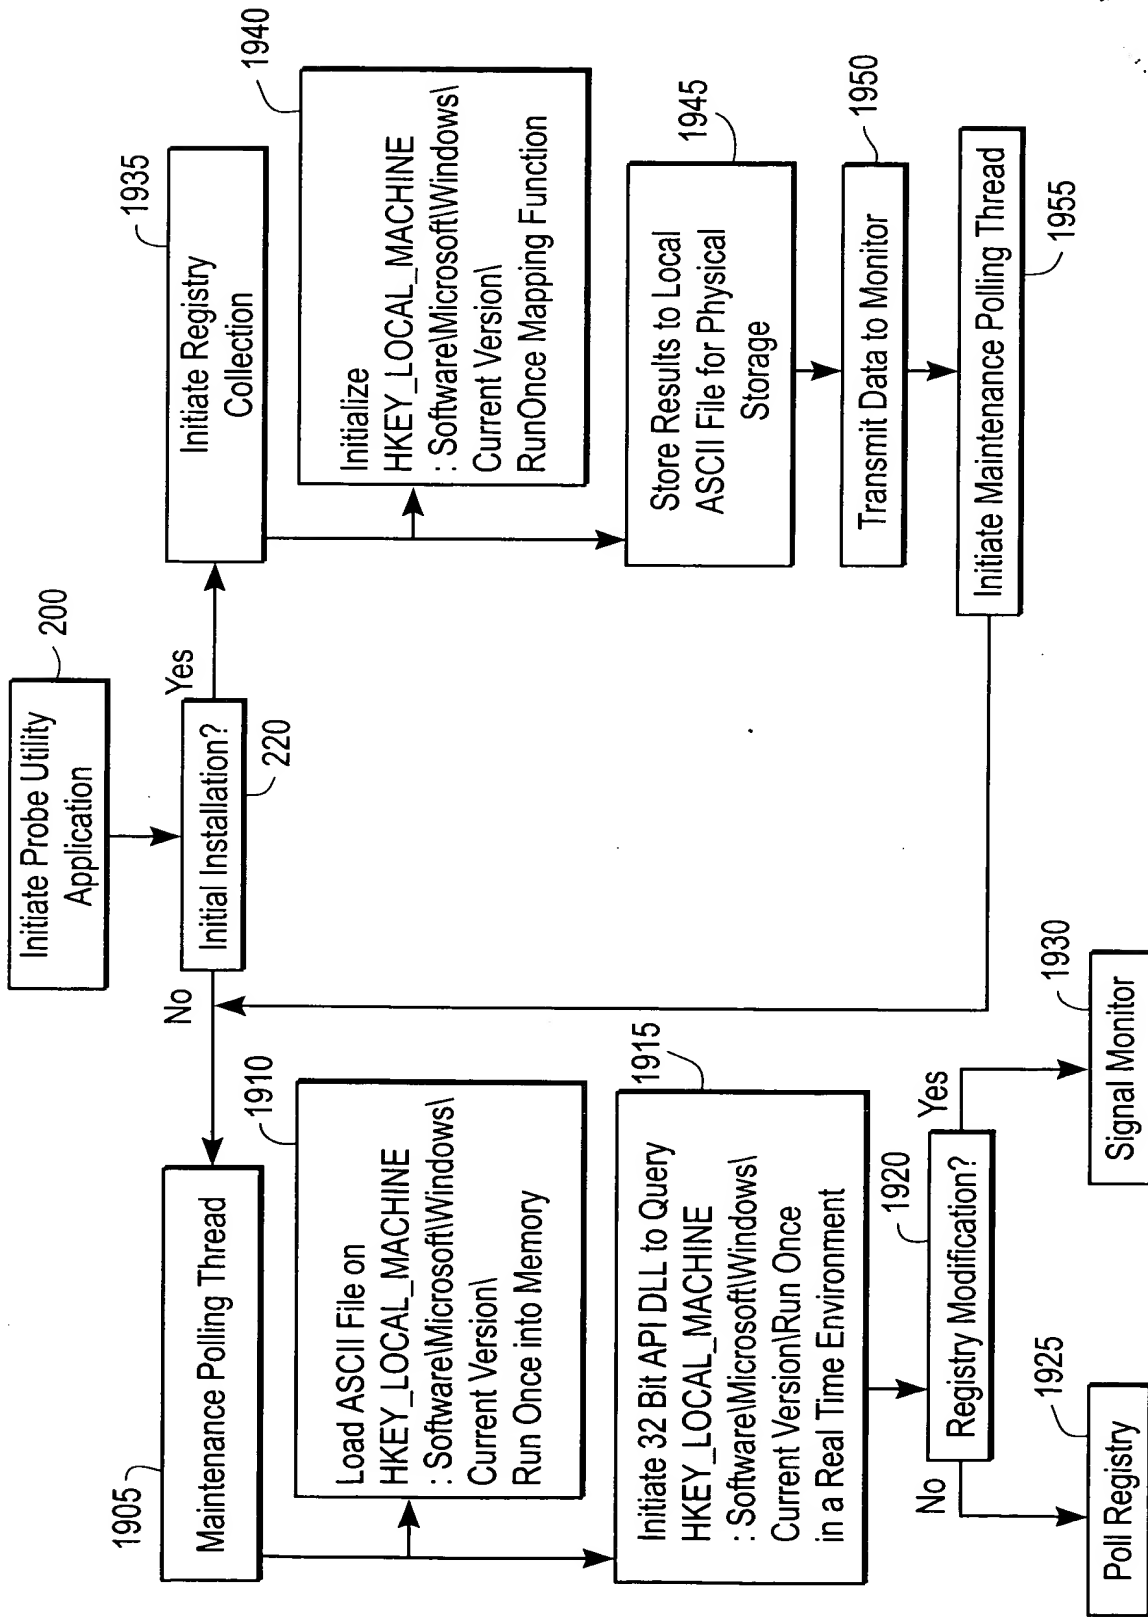 Initiate Probe Utility
Application
200
Initial Installation?
220
No
Yes
Maintenance Polling Thread
1905
Load ASCII File on
HKEY_LOCAL_MACHINE
: Software\Microsoft\Windows\
Current Version\
Run Once into Memory
1910
Initiate 32 Bit API DLL to Query
HKEY_LOCAL_MACHINE
: Software\Microsoft\Windows\
Current Version\Run Once
in a Real Time Environment
1915
Registry Modification?
1920
No
Yes
Poll Registry
1925
Signal Monitor
1930
Initiate Registry
Collection
1935
Initialize
HKEY_LOCAL_MACHINE
: Software\Microsoft\Windows\
Current Version\
RunOnce Mapping Function
1940
Store Results to Local
ASCII File for Physical
Storage
1945
Transmit Data to Monitor
1950
Initiate Maintenance Polling Thread
1955